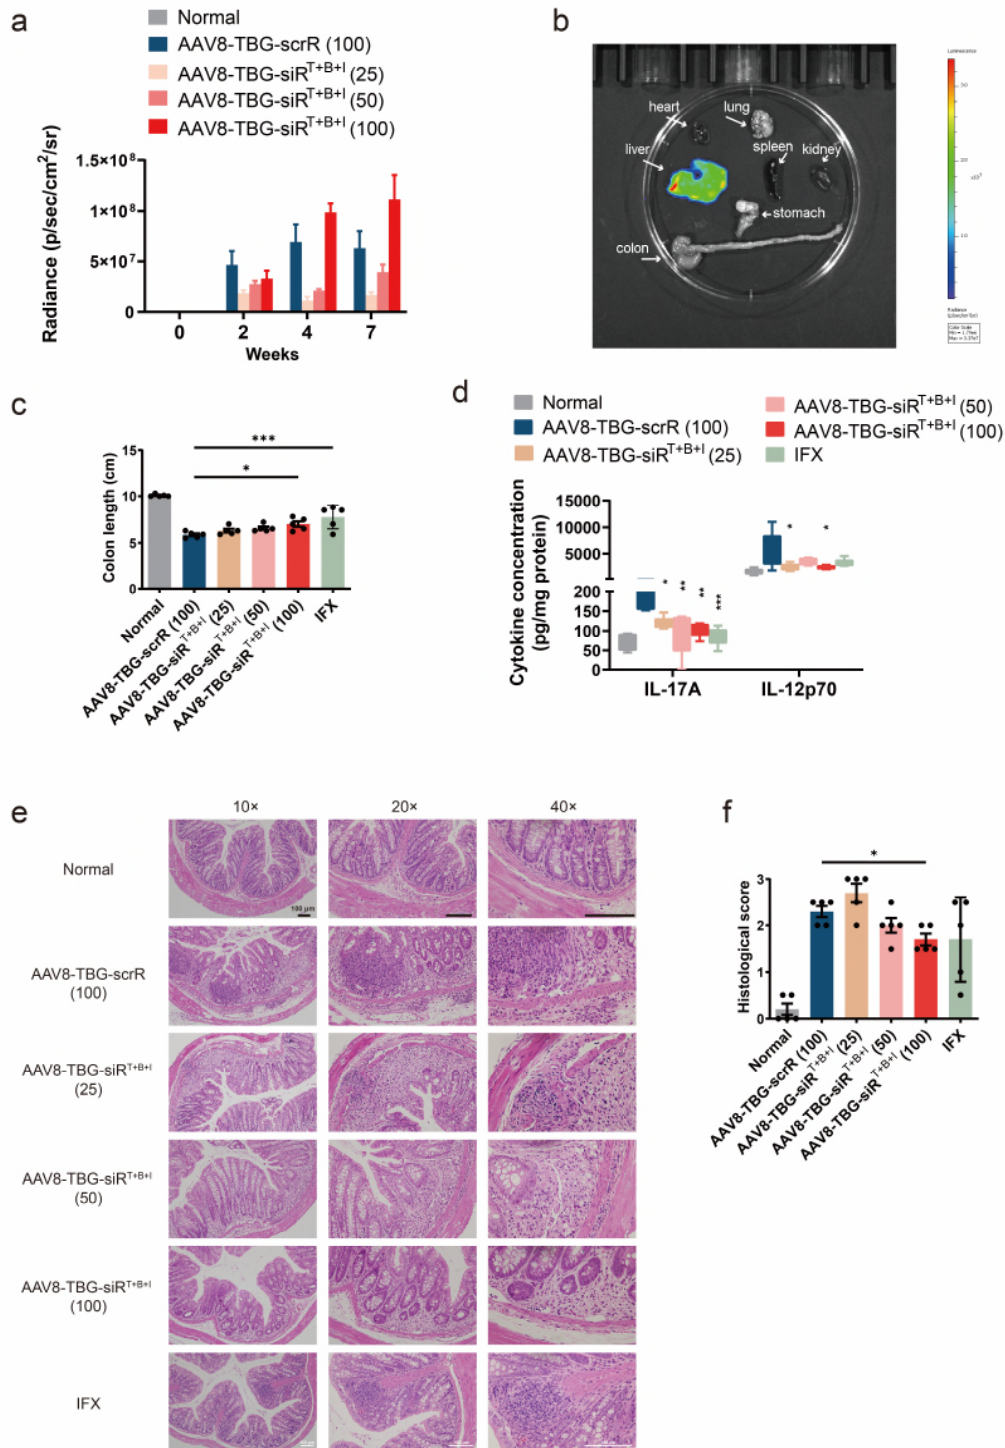 a
Normal
AAV8-TBG-scrR (100)
AAV8-TBG-siR^T+B+I (25)
AAV8-TBG-siR^T+B+I (50)
AAV8-TBG-siR^T+B+I (100)
Radiance (p/sec/cm²/sr)
1.5×10⁸
1×10⁸
5×10⁷
0
0 2 4 7
Weeks
b
heart
lung
liver
spleen
kidney
stomach
colon
Luminescence
30
20
10
Radiance
Color Scale
c
Colon length (cm)
15
10
5
0
Normal
AAV8-TBG-scrR (100)
AAV8-TBG-siR^T+B+I (25)
AAV8-TBG-siR^T+B+I (50)
AAV8-TBG-siR^T+B+I (100)
IFX
***
*
d
Normal
AAV8-TBG-scrR (100)
AAV8-TBG-siR^T+B+I (25)
AAV8-TBG-siR^T+B+I (50)
AAV8-TBG-siR^T+B+I (100)
IFX
Cytokine concentration
(pg/mg protein)
15000
10000
5000
200
150
100
50
0
* ** ** ***
* *
IL-17A IL-12p70
e
10× 20× 40×
Normal
100 μm
AAV8-TBG-scrR
(100)
AAV8-TBG-siR^T+B+I
(25)
AAV8-TBG-siR^T+B+I
(50)
AAV8-TBG-siR^T+B+I
(100)
IFX
f
*
Histological score
3
2
1
0
Normal
AAV8-TBG-scrR (100)
AAV8-TBG-siR^T+B+I (25)
AAV8-TBG-siR^T+B+I (50)
AAV8-TBG-siR^T+B+I (100)
IFX